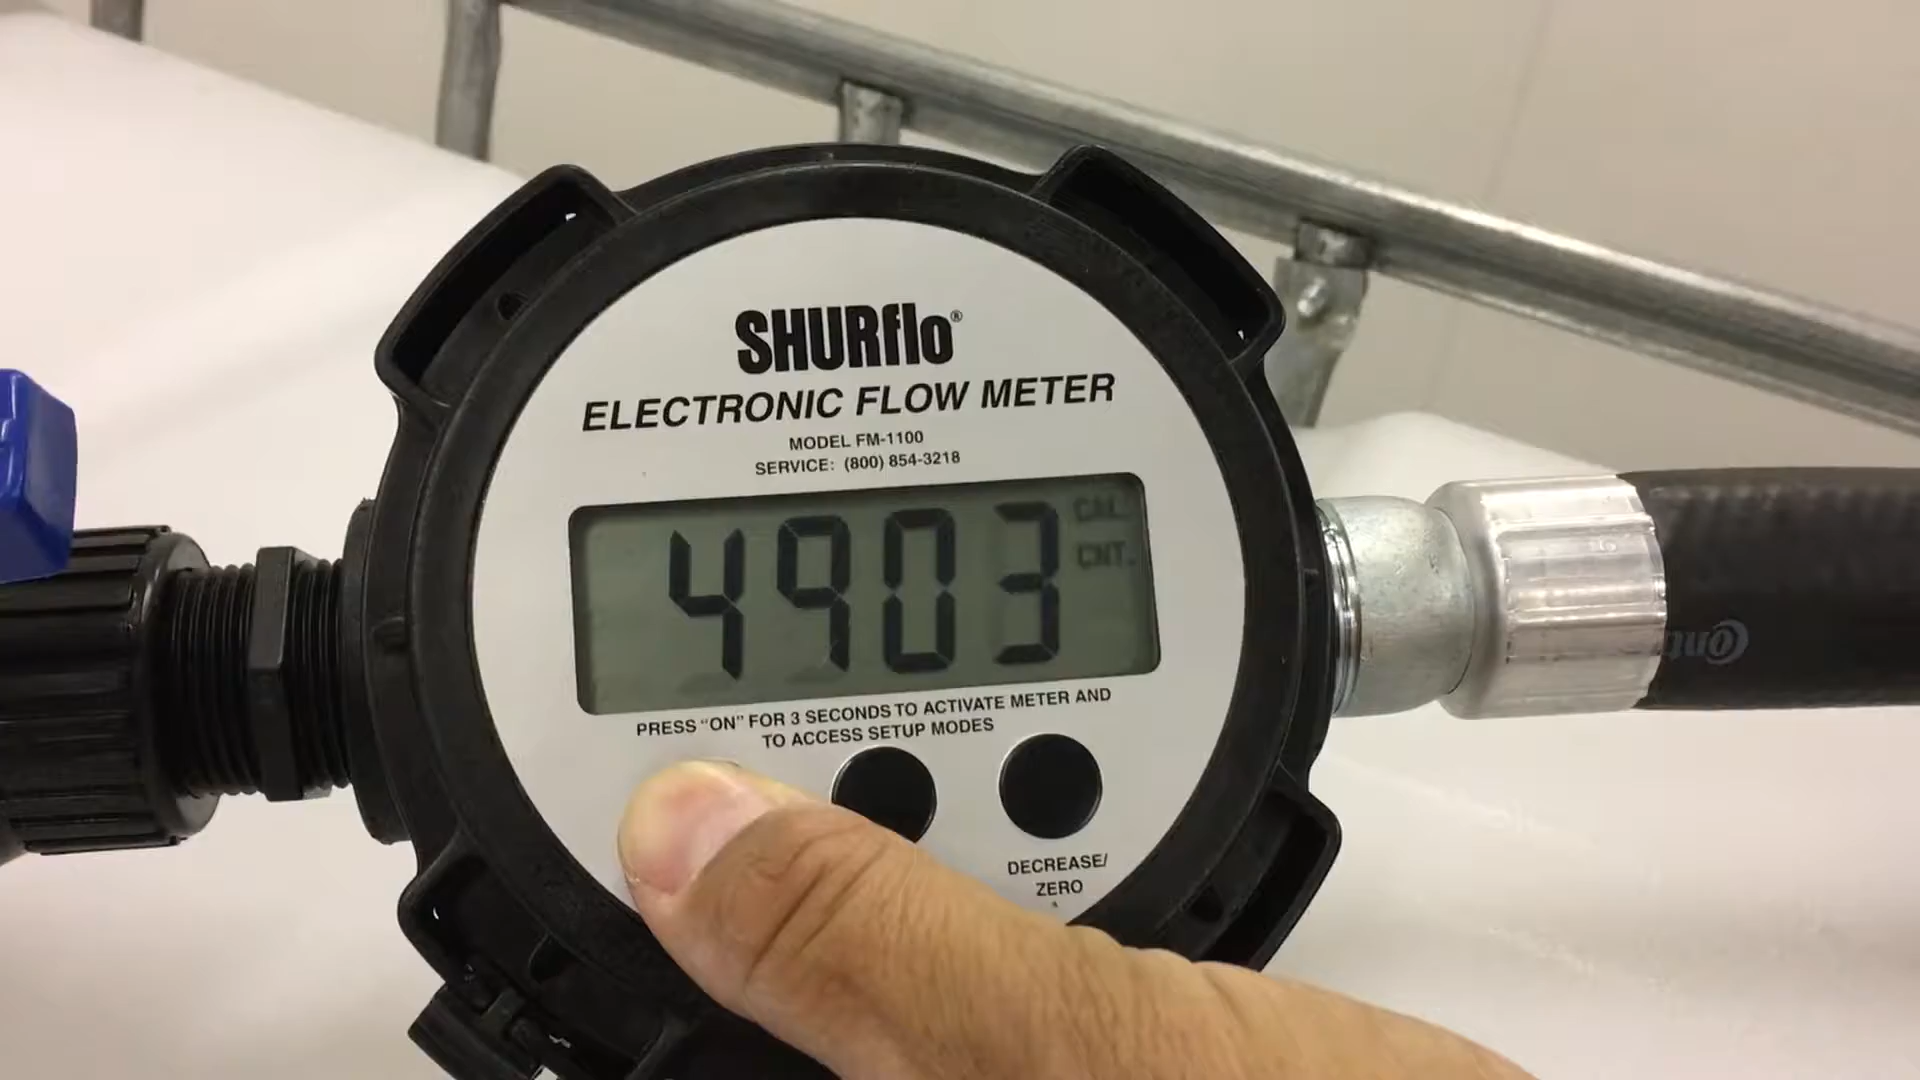 SHURflo®
ELECTRONIC FLOW METER
MODEL FM-1100
SERVICE: (800) 854-3218
4903
CAL.
CNT.
PRESS "ON" FOR 3 SECONDS TO ACTIVATE METER AND
TO ACCESS SETUP MODES
DECREASE/
ZERO